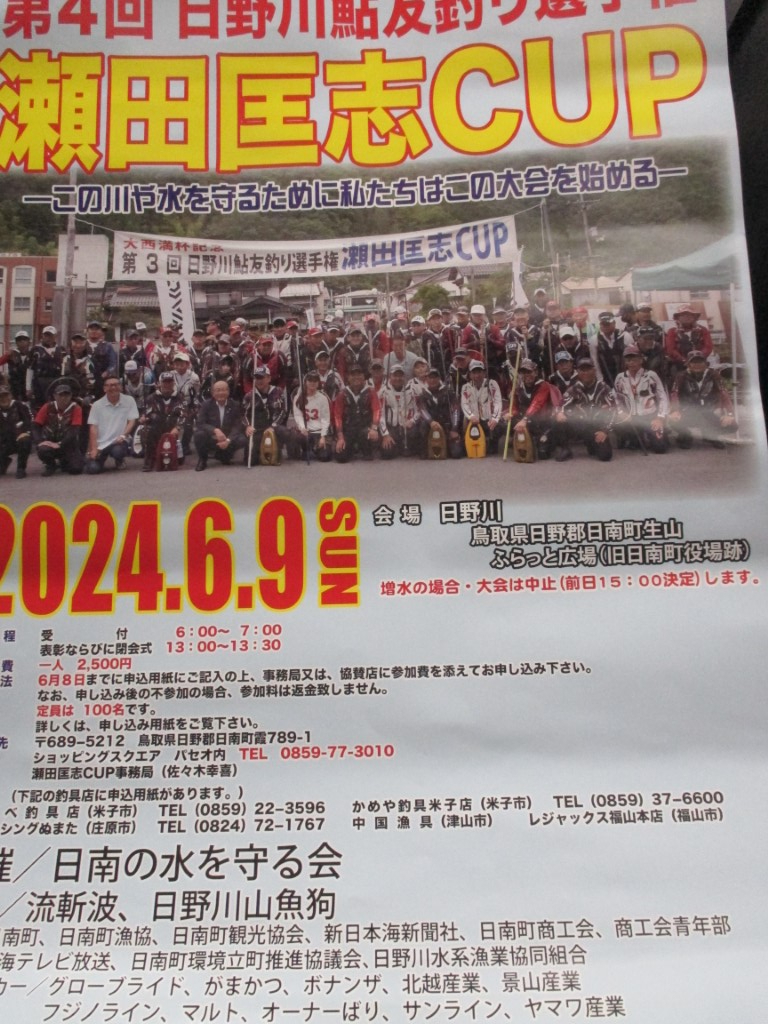 第4回 日野川鮎友釣り選手権
瀬田匡志CUP
―この川や水を守るために私たちはこの大会を始める―
大西満杯記念
第3回 日野川鮎友釣り選手権 瀬田匡志CUP
2024.6.9 SUN
会場 日野川
鳥取県日野郡日南町生山
ふらっと広場(旧日南町役場跡)
増水の場合・大会は中止(前日15:00決定)します。
程 受付 6:00〜 7:00
表彰ならびに閉会式 13:00〜13:30
費 一人 2,500円
法 6月8日までに申込用紙にご記入の上、事務局又は、協賛店に参加費を添えてお申し込み下さい。
なお、申し込み後の不参加の場合、参加料は返金致しません。
定員は 100名です。
詳しくは、申し込み用紙をご覧下さい。
先 〒689-5212 鳥取県日野郡日南町霞789-1
ショッピングスクエア パセオ内 TEL 0859-77-3010
瀬田匡志CUP事務局(佐々木幸喜)
(下記の釣具店に申込用紙があります。)
べ釣具店(米子市) TEL(0859)22-3596 かめや釣具米子店(米子市) TEL(0859)37-6600
シングぬまた(庄原市) TEL(0824)72-1767 中国漁具(津山市) レジャックス福山本店(福山市)
催/日南の水を守る会
/流斬波、日野川山魚狗
南町、日南町漁協、日南町観光協会、新日本海新聞社、日南町商工会、商工会青年部
海テレビ放送、日南町環境立町推進協議会、日野川水系漁業協同組合
カー/グローブライド、がまかつ、ボナンザ、北越産業、景山産業
フジノライン、マルト、オーナーばり、サンライン、ヤマワ産業